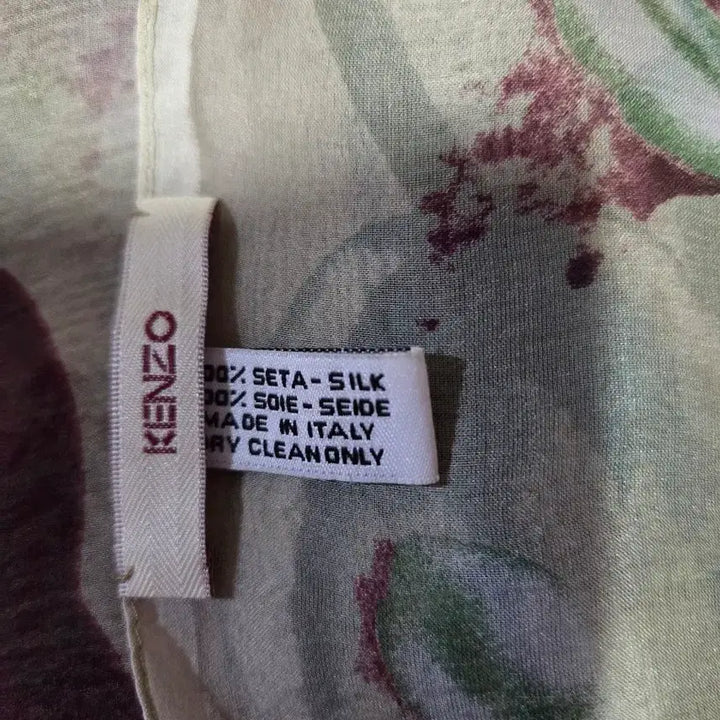 KENZO
00% SETA - SILK
00% SOIE - SEIDE
MADE IN ITALY
RY CLEAN ONLY